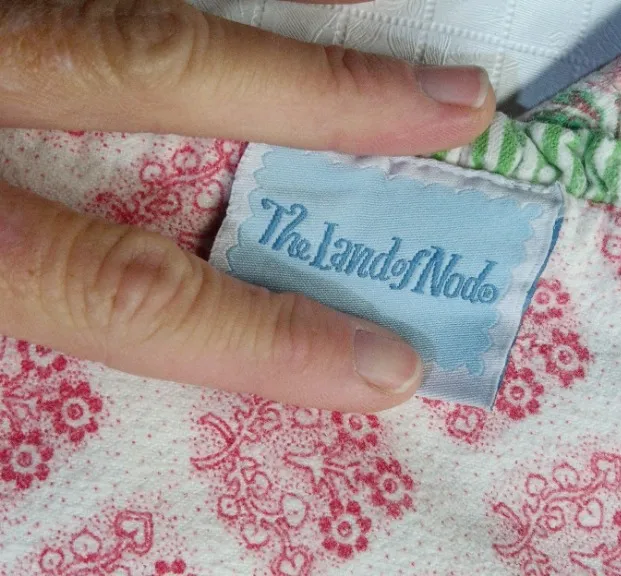 The Land of Nod®